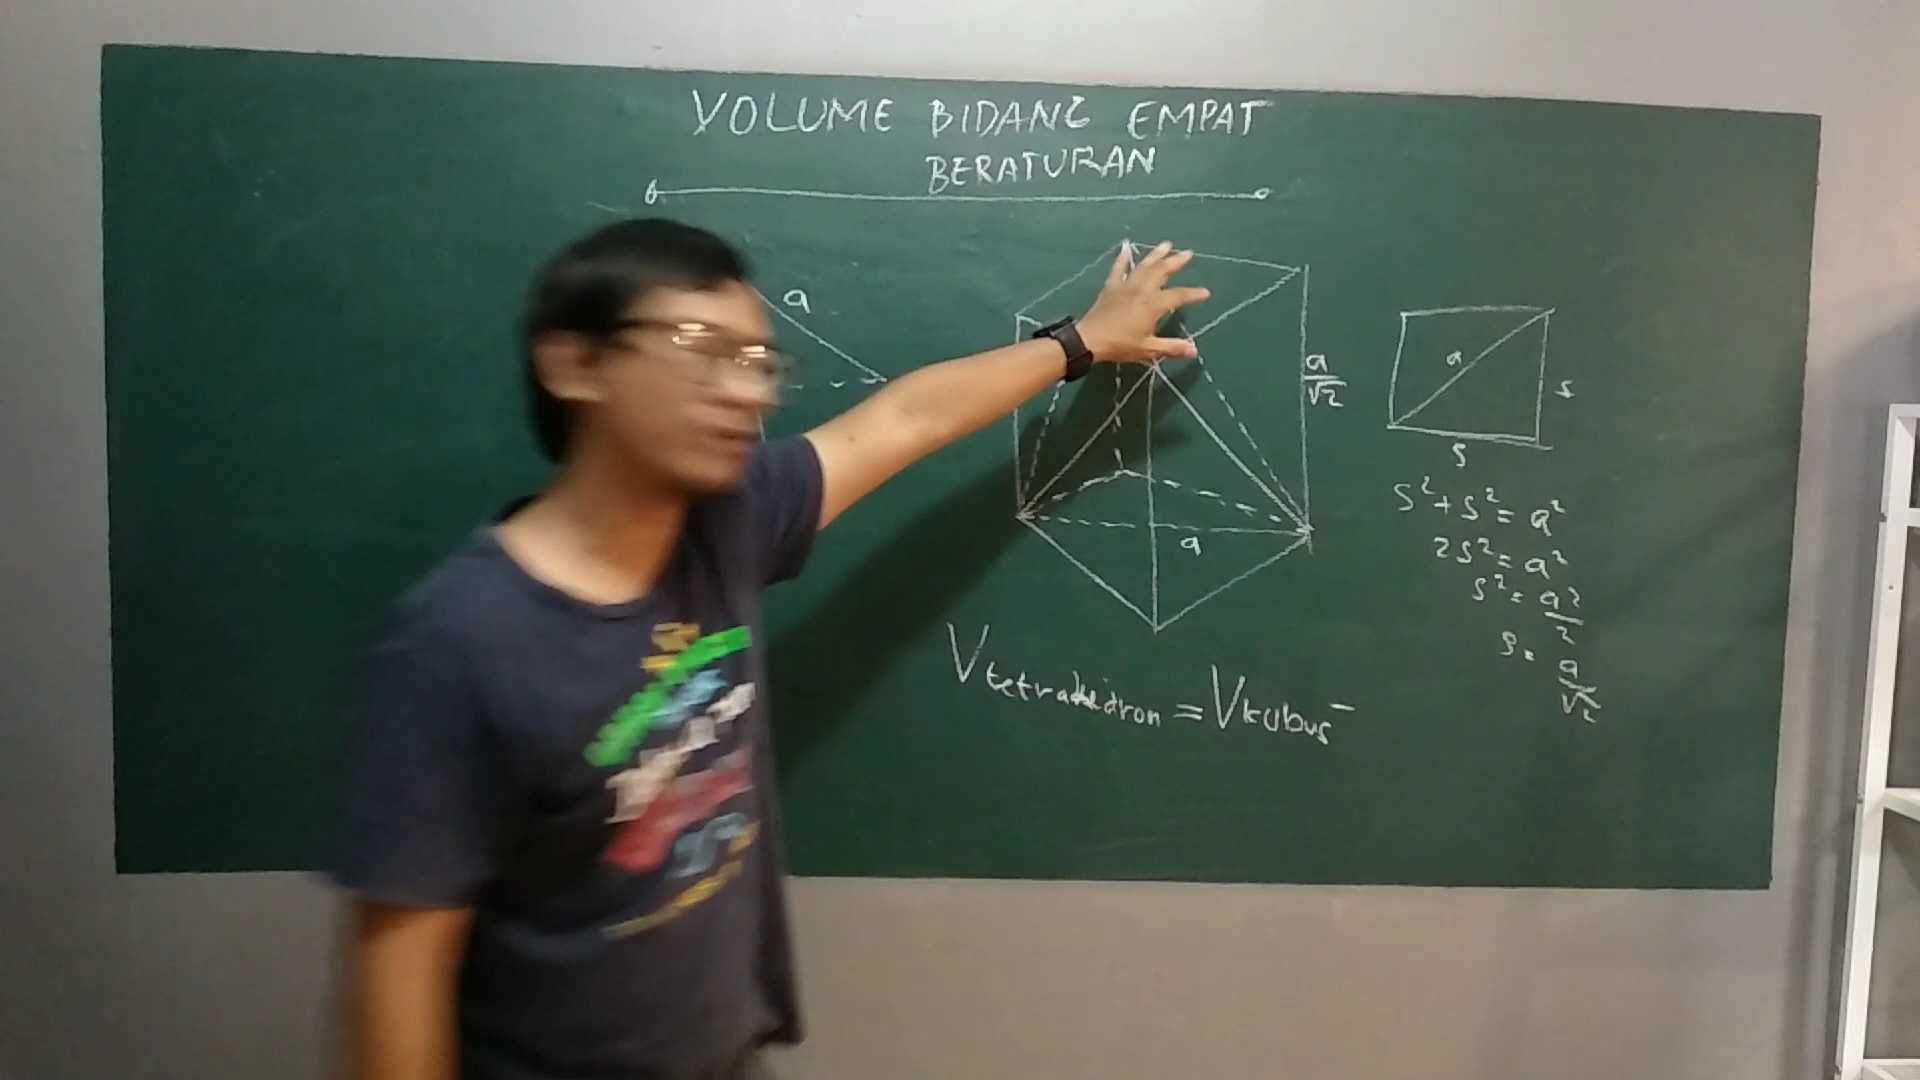 VOLUME BIDANG EMPAT
BERATURAN
a
a
a/√2
a
s
s
s² + s² = a²
2s² = a²
s² = a²/2
s = a/√2
V tetrahedron = V kubus -